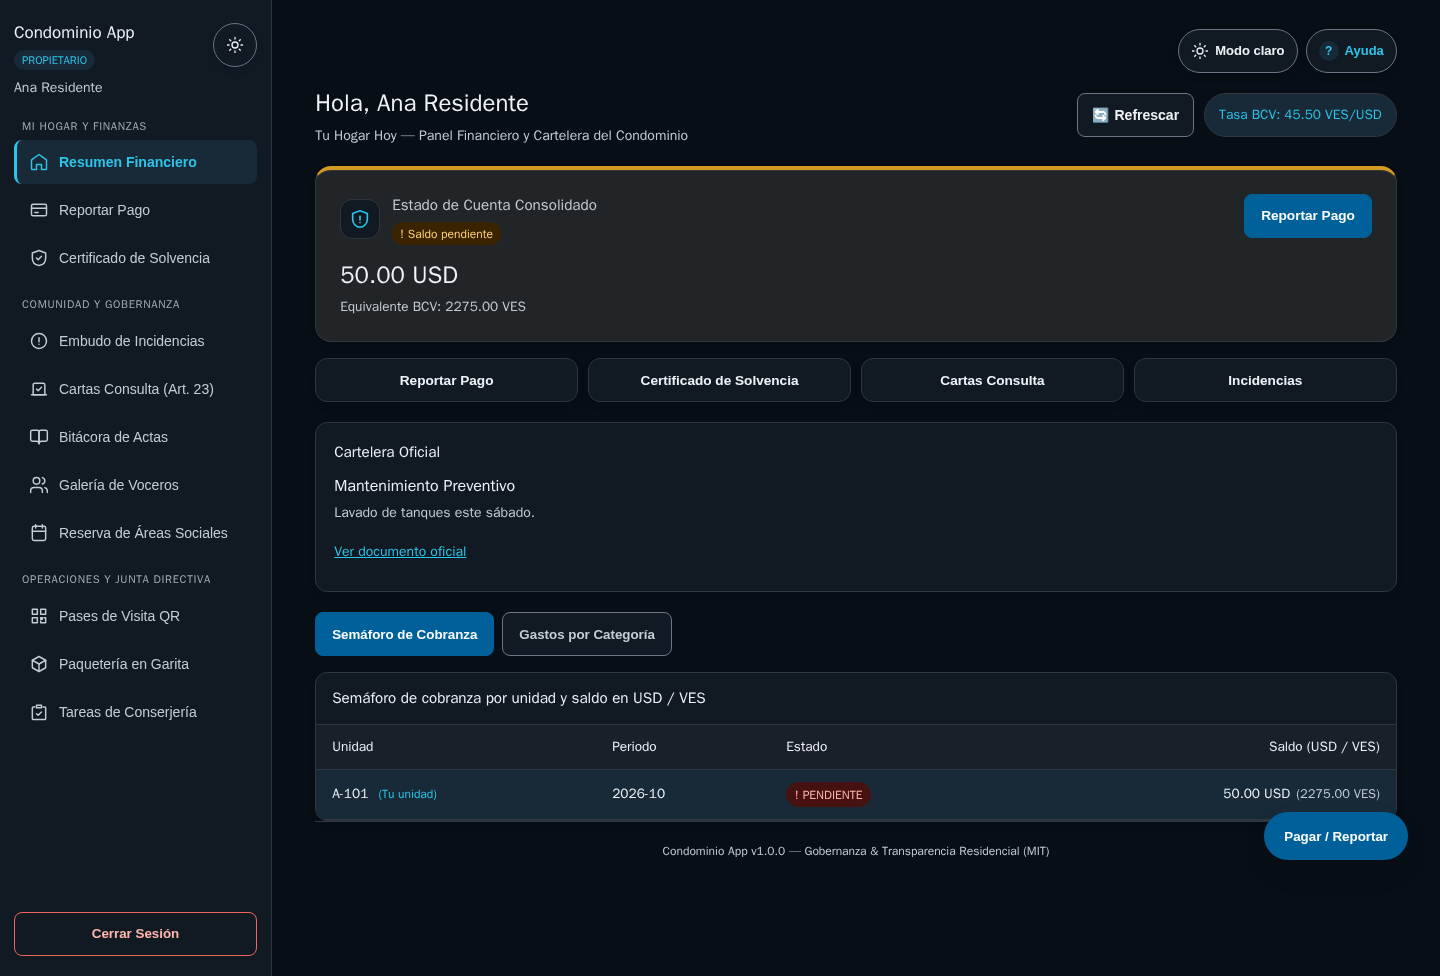 Condominio App
PROPIETARIO
Ana Residente
MI HOGAR Y FINANZAS
Resumen Financiero
Reportar Pago
Certificado de Solvencia
COMUNIDAD Y GOBERNANZA
Embudo de Incidencias
Cartas Consulta (Art. 23)
Bitácora de Actas
Galería de Voceros
Reserva de Áreas Sociales
OPERACIONES Y JUNTA DIRECTIVA
Pases de Visita QR
Paquetería en Garita
Tareas de Conserjería
Cerrar Sesión
Modo claro
? Ayuda
Hola, Ana Residente
Tu Hogar Hoy — Panel Financiero y Cartelera del Condominio
Refrescar
Tasa BCV: 45.50 VES/USD
Estado de Cuenta Consolidado
! Saldo pendiente
Reportar Pago
50.00 USD
Equivalente BCV: 2275.00 VES
Reportar Pago
Certificado de Solvencia
Cartas Consulta
Incidencias
Cartelera Oficial
Mantenimiento Preventivo
Lavado de tanques este sábado.
Ver documento oficial
Semáforo de Cobranza
Gastos por Categoría
Semáforo de cobranza por unidad y saldo en USD / VES
Unidad Periodo Estado Saldo (USD / VES)
A-101 (Tu unidad) 2026-10 ! PENDIENTE 50.00 USD (2275.00 VES)
Pagar / Reportar
Condominio App v1.0.0 — Gobernanza & Transparencia Residencial (MIT)